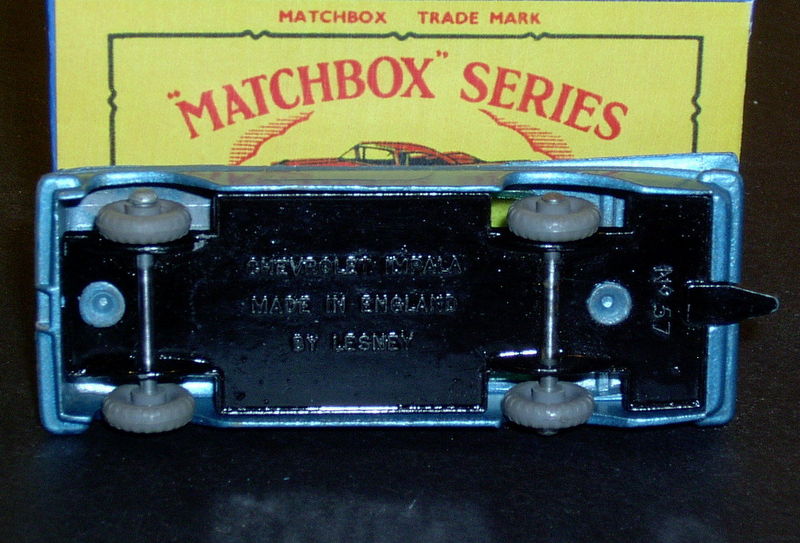 MATCHBOX TRADE MARK
"MATCHBOX" SERIES
CHEVROLET IMPALA
MADE IN ENGLAND
BY LESNEY
No 57